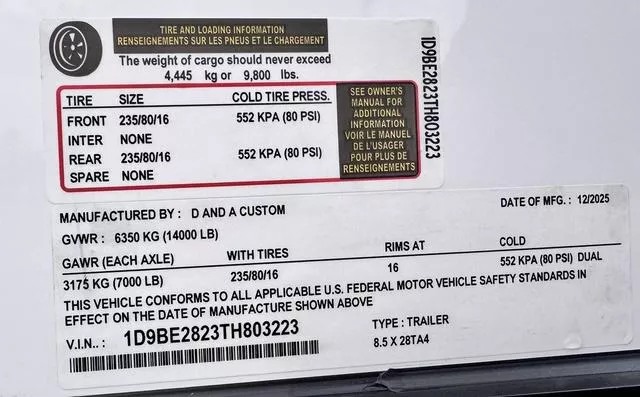 TIRE AND LOADING INFORMATION
RENSEIGNEMENTS SUR LES PNEUS ET LE CHARGEMENT
The weight of cargo should never exceed
4,445 kg or 9,800 lbs.
TIRE SIZE COLD TIRE PRESS.
FRONT 235/80/16 552 KPA (80 PSI)
INTER NONE
REAR 235/80/16 552 KPA (80 PSI)
SPARE NONE
SEE OWNER'S
MANUAL FOR
ADDITIONAL
INFORMATION
VOIR LE MANUEL
DE L'USAGER
POUR PLUS DE
RENSEIGNEMENTS
1D9BE2823TH803223
MANUFACTURED BY : D AND A CUSTOM DATE OF MFG. : 12/2025
GVWR : 6350 KG (14000 LB)
GAWR (EACH AXLE) WITH TIRES RIMS AT COLD
3175 KG (7000 LB) 235/80/16 16 552 KPA (80 PSI) DUAL
THIS VEHICLE CONFORMS TO ALL APPLICABLE U.S. FEDERAL MOTOR VEHICLE SAFETY STANDARDS IN
EFFECT ON THE DATE OF MANUFACTURE SHOWN ABOVE
V.I.N.. : 1D9BE2823TH803223 TYPE : TRAILER
8.5 X 28TA4